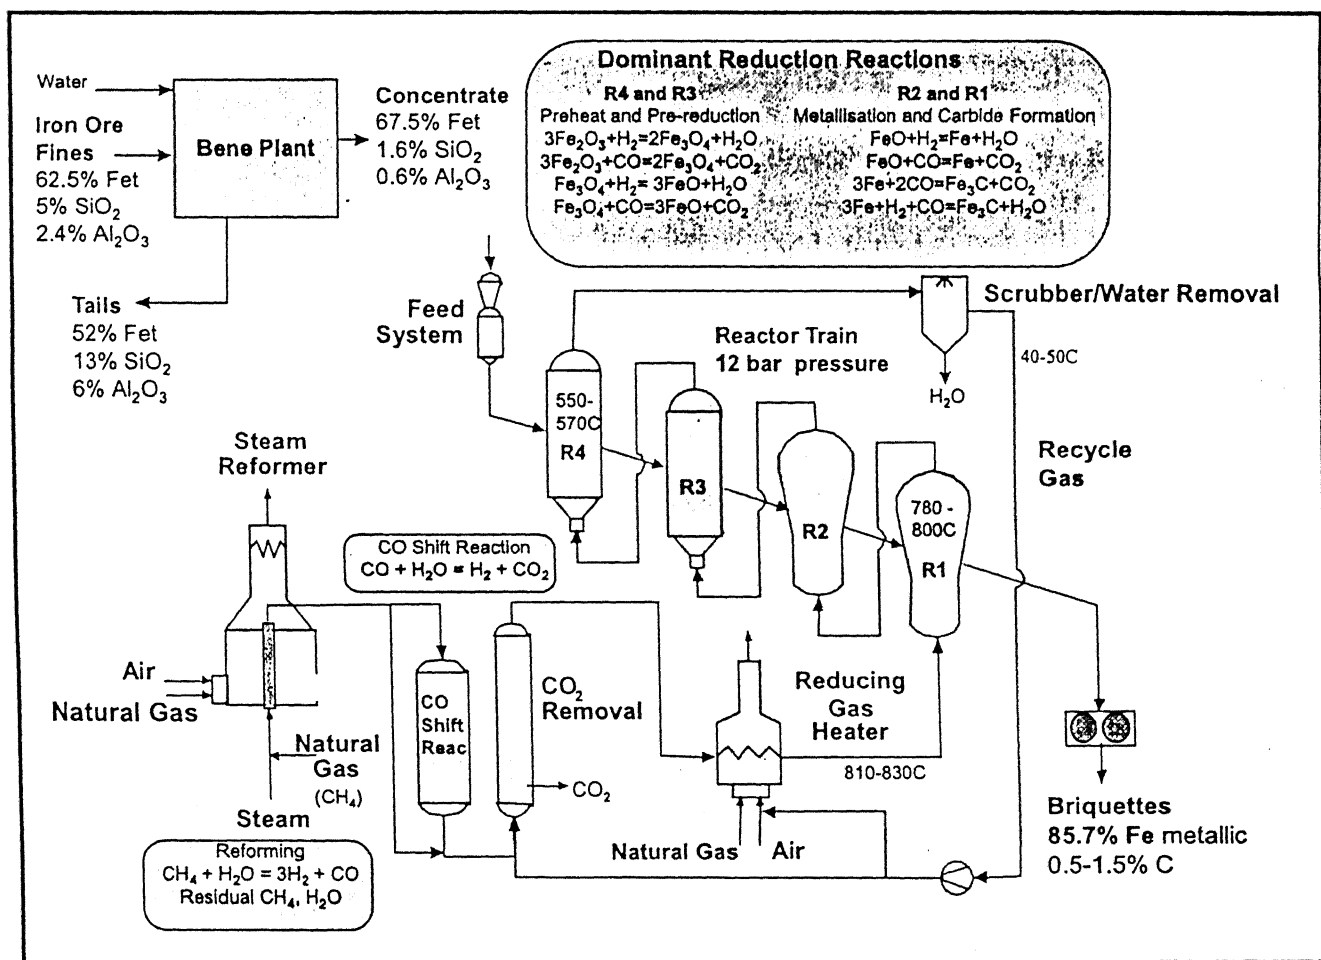 Dominant Reduction Reactions
R4 and R3
Preheat and Pre-reduction
3Fe₂O₃+H₂=2Fe₃O₄+H₂O
3Fe₂O₃+CO=2Fe₃O₄+CO₂
Fe₃O₄+H₂= 3FeO+H₂O
Fe₃O₄+CO=3FeO+CO₂
R2 and R1
Metallisation and Carbide Formation
FeO+H₂=Fe+H₂O
FeO+CO=Fe+CO₂
3Fe+2CO=Fe₃C+CO₂
3Fe+H₂+CO=Fe₃C+H₂O
Water
Iron Ore
Fines
62.5% Fet
5% SiO₂
2.4% Al₂O₃
Bene Plant
Concentrate
67.5% Fet
1.6% SiO₂
0.6% Al₂O₃
Tails
52% Fet
13% SiO₂
6% Al₂O₃
Feed
System
Reactor Train
12 bar pressure
Scrubber/Water Removal
40-50C
H₂O
Recycle
Gas
550-
570C
R4
R3
R2
780 -
800C
R1
Steam
Reformer
CO Shift Reaction
CO + H₂O = H₂ + CO₂
Air
Natural Gas
Natural
Gas
(CH₄)
Steam
CO
Shift
Reac
CO₂
Removal
CO₂
Reducing
Gas
Heater
810-830C
Natural Gas
Air
Briquettes
85.7% Fe metallic
0.5-1.5% C
Reforming
CH₄ + H₂O = 3H₂ + CO
Residual CH₄, H₂O